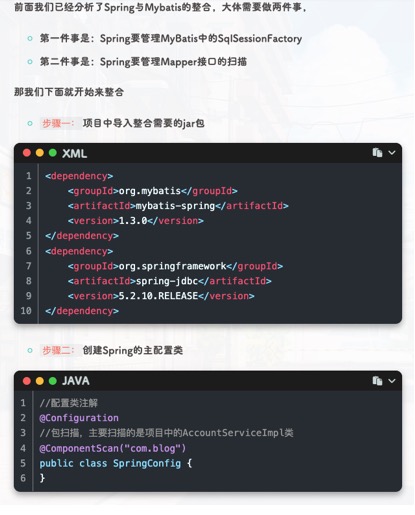 前面我们已经分析了Spring与Mybatis的整合，大体需要做两件事，
第一件事是：Spring要管理MyBatis中的SqlSessionFactory
第二件事是：Spring要管理Mapper接口的扫描
那我们下面就开始来整合
步骤一： 项目中导入整合需要的jar包
XML
1 <dependency>
2     <groupId>org.mybatis</groupId>
3     <artifactId>mybatis-spring</artifactId>
4     <version>1.3.0</version>
5 </dependency>
6 <dependency>
7     <groupId>org.springframework</groupId>
8     <artifactId>spring-jdbc</artifactId>
9     <version>5.2.10.RELEASE</version>
10 </dependency>
步骤二： 创建Spring的主配置类
JAVA
1 //配置类注解
2 @Configuration
3 //包扫描，主要扫描的是项目中的AccountServiceImpl类
4 @ComponentScan("com.blog")
5 public class SpringConfig {
6 }